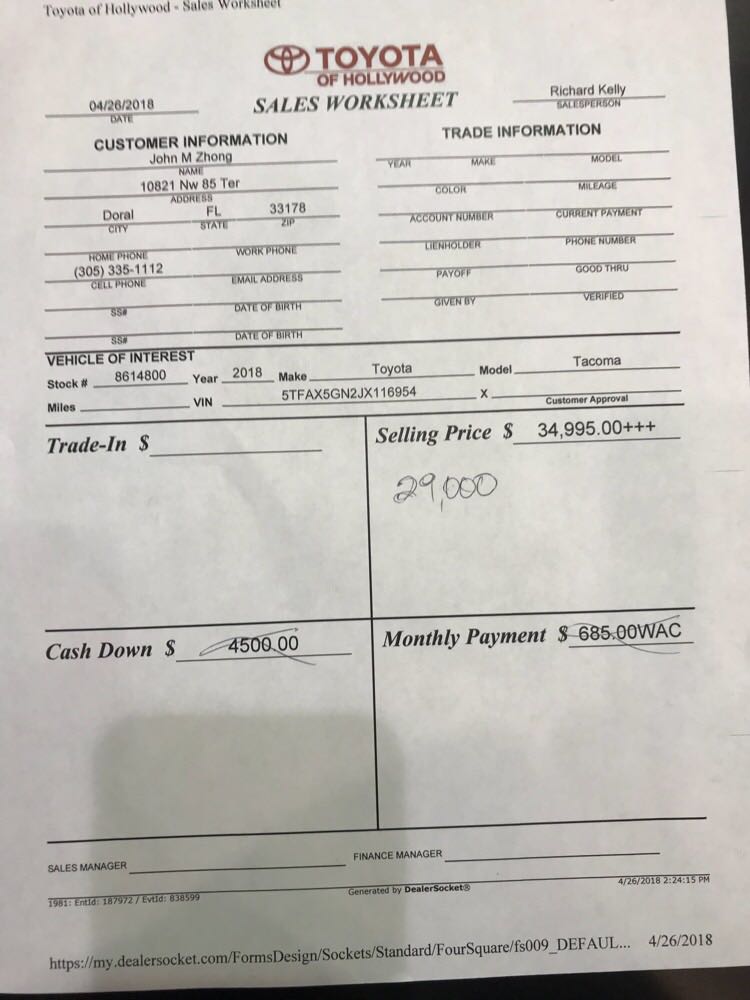 Toyota of Hollywood - Sales Worksheet
TOYOTA
OF HOLLYWOOD
SALES WORKSHEET
04/26/2018
DATE
Richard Kelly
SALESPERSON
CUSTOMER INFORMATION
John M Zhong
NAME
10821 Nw 85 Ter
ADDRESS
Doral FL 33178
CITY STATE ZIP
HOME PHONE WORK PHONE
(305) 335-1112
CELL PHONE EMAIL ADDRESS
SS# DATE OF BIRTH
SS# DATE OF BIRTH
TRADE INFORMATION
YEAR MAKE MODEL
COLOR MILEAGE
ACCOUNT NUMBER CURRENT PAYMENT
LIENHOLDER PHONE NUMBER
PAYOFF GOOD THRU
GIVEN BY VERIFIED
VEHICLE OF INTEREST
Stock # 8614800 Year 2018 Make Toyota Model Tacoma
Miles VIN 5TFAX5GN2JX116954 X
Customer Approval
Trade-In $
Selling Price $ 34,995.00+++
29,000
Cash Down $ 4500.00
Monthly Payment $ 685.00WAC
SALES MANAGER FINANCE MANAGER
1981: EntId: 187972 / EvtId: 838599 Generated by DealerSocket® 4/26/2018 2:24:15 PM
https://my.dealersocket.com/FormsDesign/Sockets/Standard/FourSquare/fs009_DEFAUL... 4/26/2018